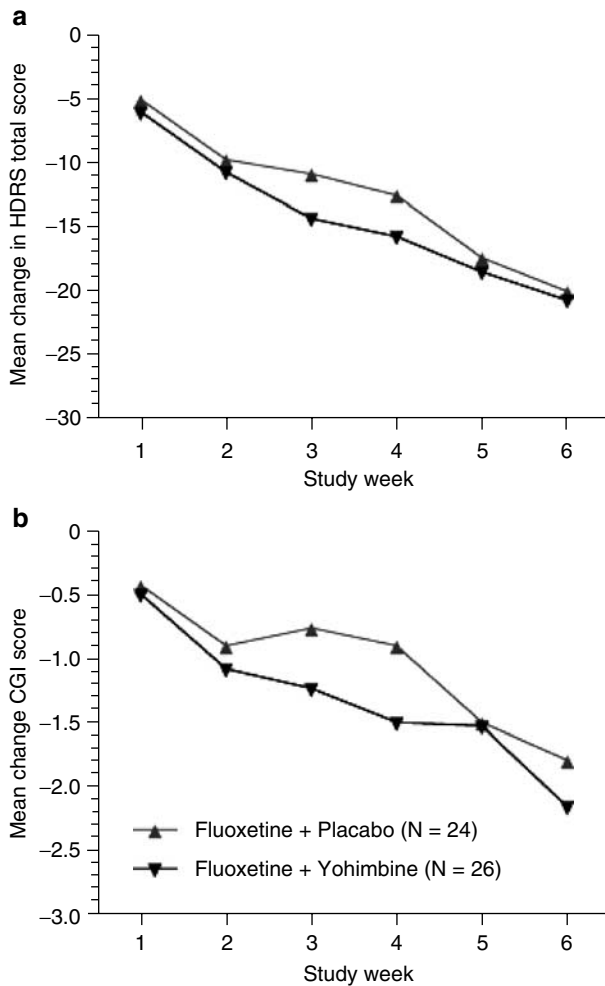 a
Mean change in HDRS total score
0
–5
–10
–15
–20
–25
–30
1 2 3 4 5 6
Study week
b
Mean change CGI score
0
–0.5
–1.0
–1.5
–2.0
–2.5
–3.0
Fluoxetine + Placabo (N = 24)
Fluoxetine + Yohimbine (N = 26)
1 2 3 4 5 6
Study week